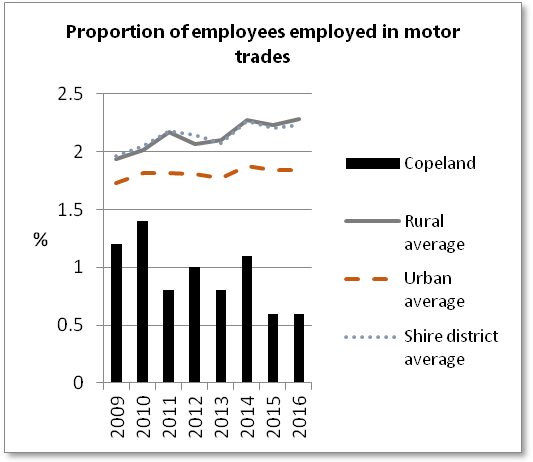 Proportion of employees employed in motor
trades
2.5
2
1.5
1
0.5
0
%
2009
2010
2011
2012
2013
2014
2015
2016
Copeland
Rural
average
Urban
average
Shire district
average